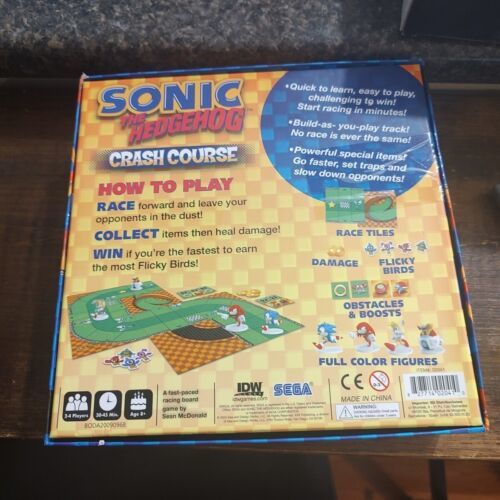 SONIC
THE HEDGEHOG
CRASH COURSE
HOW TO PLAY
RACE forward and leave your
opponents in the dust!
COLLECT items then heal damage!
WIN if you're the fastest to earn
the most Flicky Birds!
•Quick to learn, easy to play,
challenging to win!
Start racing in minutes!
•Build-as- you-play track!
No race is ever the same!
•Powerful special items!
Go faster, set traps and
slow down opponents!
RACE TILES
DAMAGE
FLICKY
BIRDS
OBSTACLES
& BOOSTS
FULL COLOR FIGURES
2-4 Players
30-45 Min.
Age 8+
A fast-paced
racing board
game by
Sean McDonald
IDW
GAMES
idwgames.com
SEGA
CE
MADE IN CHINA
WARNING: